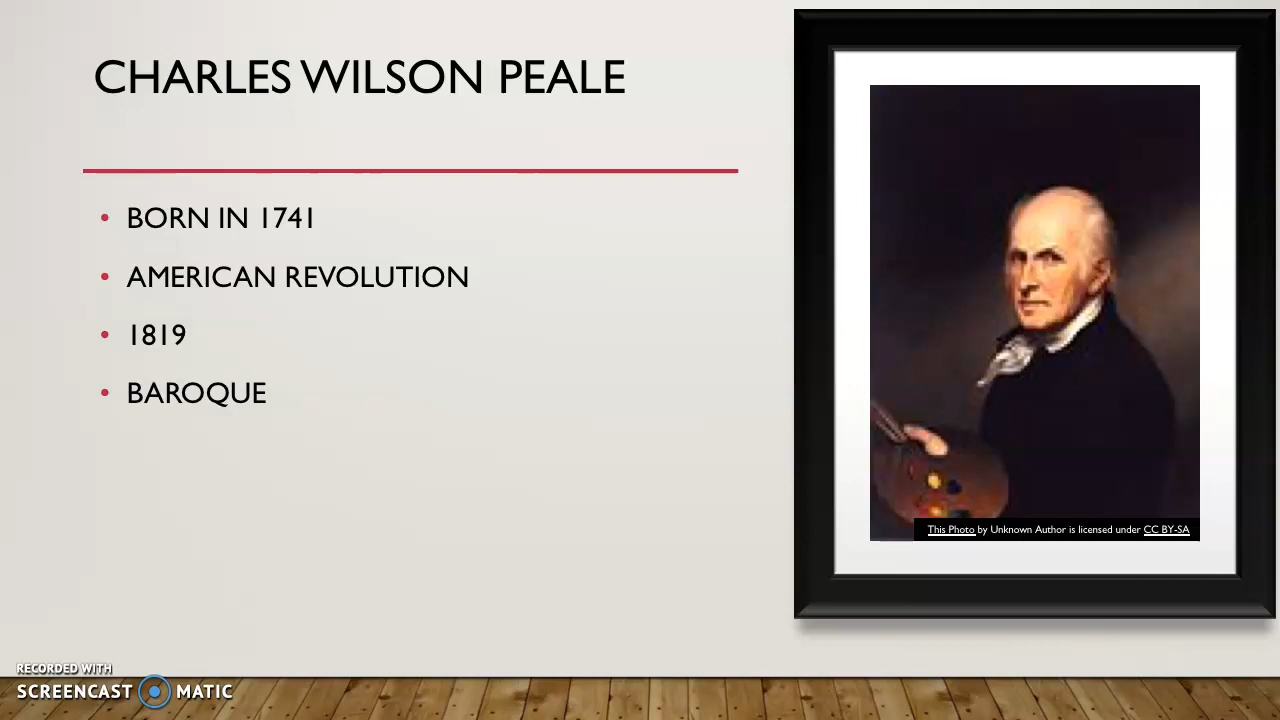 CHARLES WILSON PEALE
BORN IN 1741
AMERICAN REVOLUTION
1819
BAROQUE
This Photo by Unknown Author is licensed under CC BY-SA
RECORDED WITH
SCREENCAST MATIC